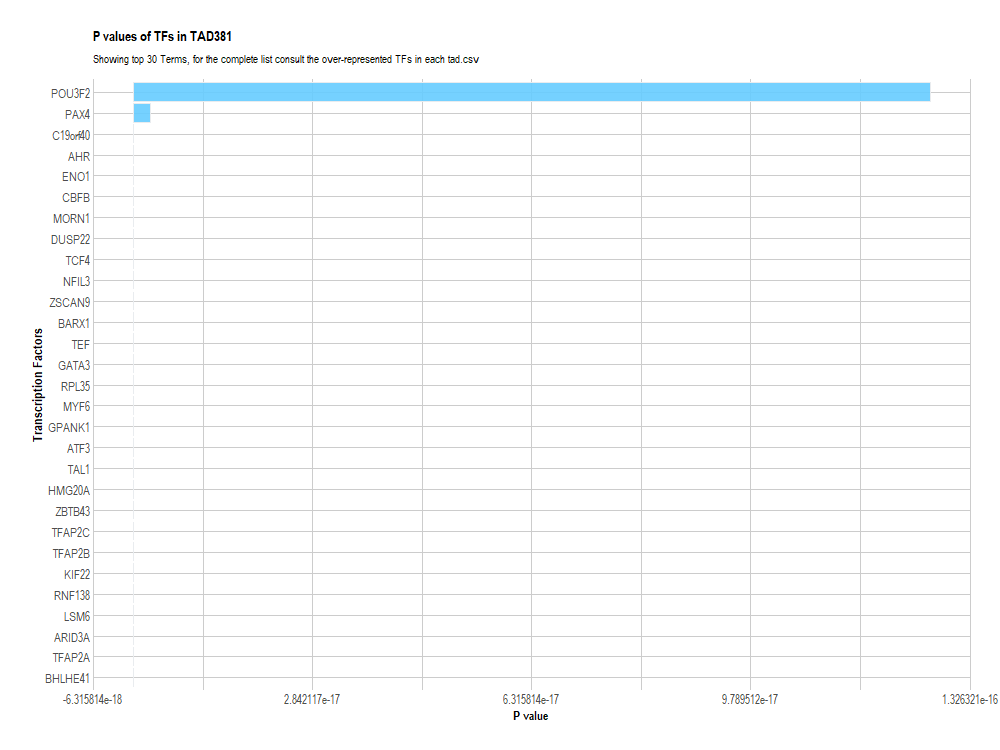 P values of TFs in TAD381
Showing top 30 Terms, for the complete list consult the over-represented TFs in each tad.csv
Transcription Factors
POU3F2
PAX4
C19orf40
AHR
ENO1
CBFB
MORN1
DUSP22
TCF4
NFIL3
ZSCAN9
BARX1
TEF
GATA3
RPL35
MYF6
GPANK1
ATF3
TAL1
HMG20A
ZBTB43
TFAP2C
TFAP2B
KIF22
RNF138
LSM6
ARID3A
TFAP2A
BHLHE41
-6.315814e-18 2.842117e-17 6.315814e-17 9.789512e-17 1.326321e-16
P value